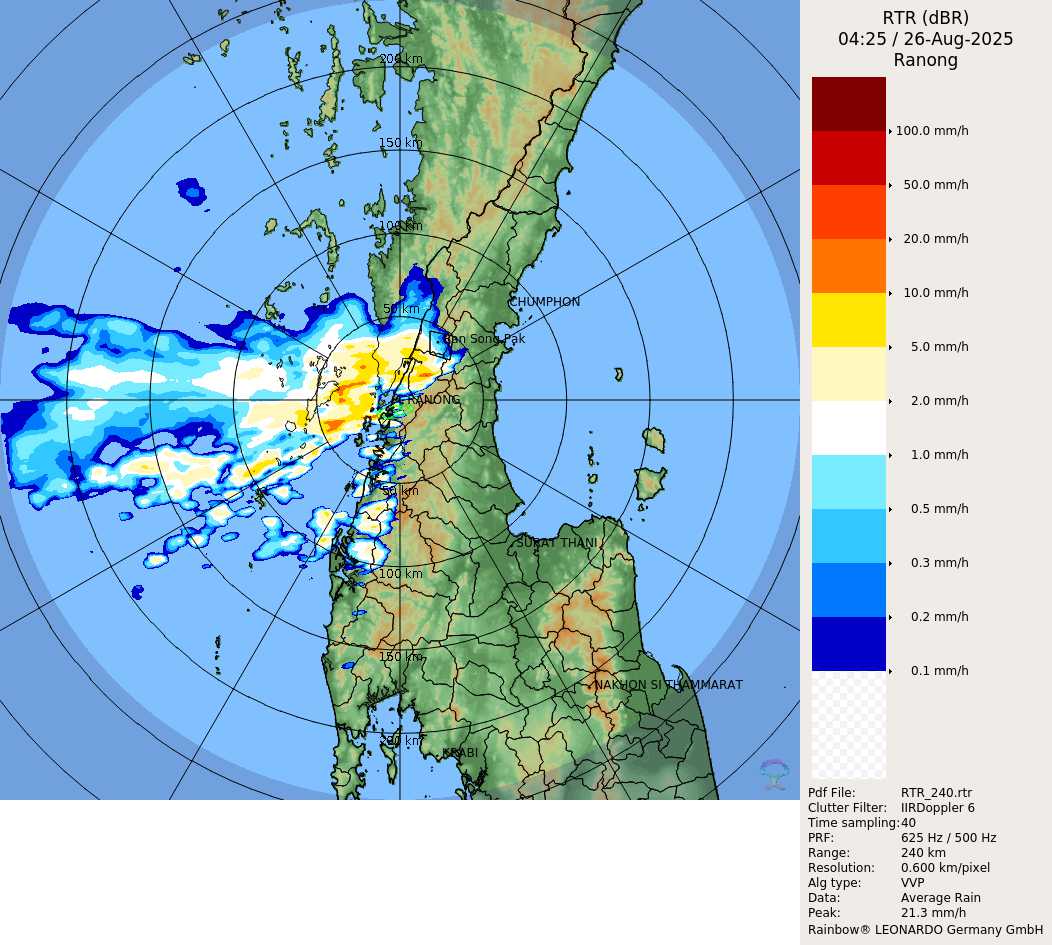 RTR (dBR)
04:25 / 26-Aug-2025
Ranong
200 km
150 km
100 km
50 km
CHUMPHON
Ban Song Pak
RANONG
50 km
SURAT THANI
100 km
150 km
NAKHON SI THAMMARAT
200 km
KRABI
100.0 mm/h
50.0 mm/h
20.0 mm/h
10.0 mm/h
5.0 mm/h
2.0 mm/h
1.0 mm/h
0.5 mm/h
0.3 mm/h
0.2 mm/h
0.1 mm/h
Pdf File: RTR_240.rtr
Clutter Filter: IIRDoppler 6
Time sampling: 40
PRF: 625 Hz / 500 Hz
Range: 240 km
Resolution: 0.600 km/pixel
Alg type: VVP
Data: Average Rain
Peak: 21.3 mm/h
Rainbow® LEONARDO Germany GmbH